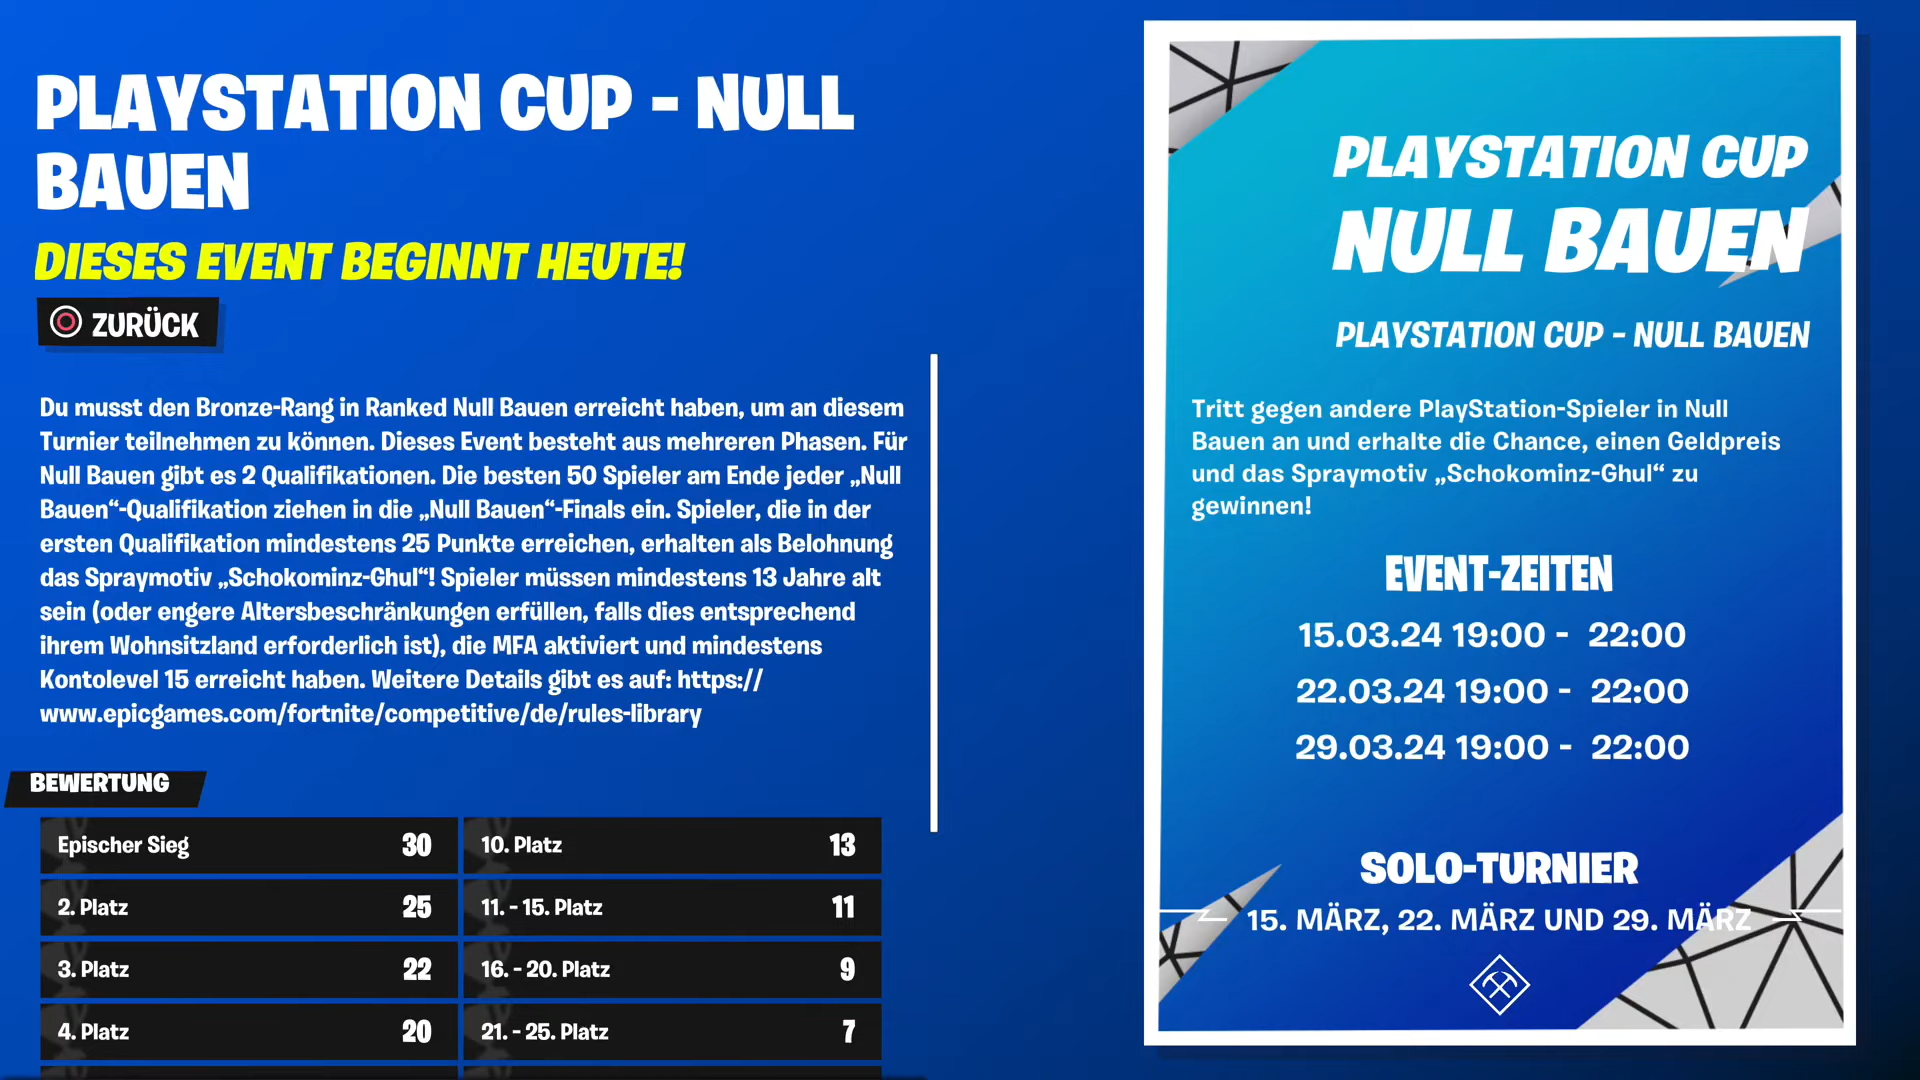 PLAYSTATION CUP - NULL
BAUEN
DIESES EVENT BEGINNT HEUTE!
ZURÜCK
Du musst den Bronze-Rang in Ranked Null Bauen erreicht haben, um an diesem
Turnier teilnehmen zu können. Dieses Event besteht aus mehreren Phasen. Für
Null Bauen gibt es 2 Qualifikationen. Die besten 50 Spieler am Ende jeder „Null
Bauen“-Qualifikation ziehen in die „Null Bauen“-Finals ein. Spieler, die in der
ersten Qualifikation mindestens 25 Punkte erreichen, erhalten als Belohnung
das Spraymotiv „Schokominz-Ghul“! Spieler müssen mindestens 13 Jahre alt
sein (oder engere Altersbeschränkungen erfüllen, falls dies entsprechend
ihrem Wohnsitzland erforderlich ist), die MFA aktiviert und mindestens
Kontolevel 15 erreicht haben. Weitere Details gibt es auf: https://
www.epicgames.com/fortnite/competitive/de/rules-library
BEWERTUNG
Epischer Sieg 30
2. Platz 25
3. Platz 22
4. Platz 20
10. Platz 13
11. - 15. Platz 11
16. - 20. Platz 9
21. - 25. Platz 7
PLAYSTATION CUP
NULL BAUEN
PLAYSTATION CUP - NULL BAUEN
Tritt gegen andere PlayStation-Spieler in Null
Bauen an und erhalte die Chance, einen Geldpreis
und das Spraymotiv „Schokominz-Ghul“ zu
gewinnen!
EVENT-ZEITEN
15.03.24 19:00 - 22:00
22.03.24 19:00 - 22:00
29.03.24 19:00 - 22:00
SOLO-TURNIER
15. MÄRZ, 22. MÄRZ UND 29. MÄRZ